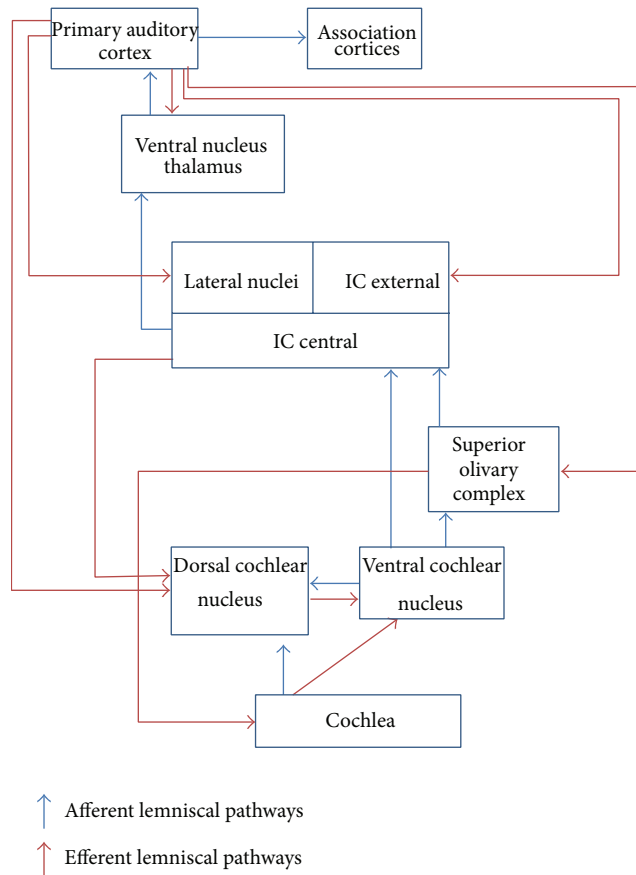 Primary auditory
cortex
Association
cortices
Ventral nucleus
thalamus
Lateral nuclei
IC external
IC central
Superior
olivary
complex
Dorsal cochlear
nucleus
Ventral cochlear
nucleus
Cochlea
Afferent lemniscal pathways
Efferent lemniscal pathways